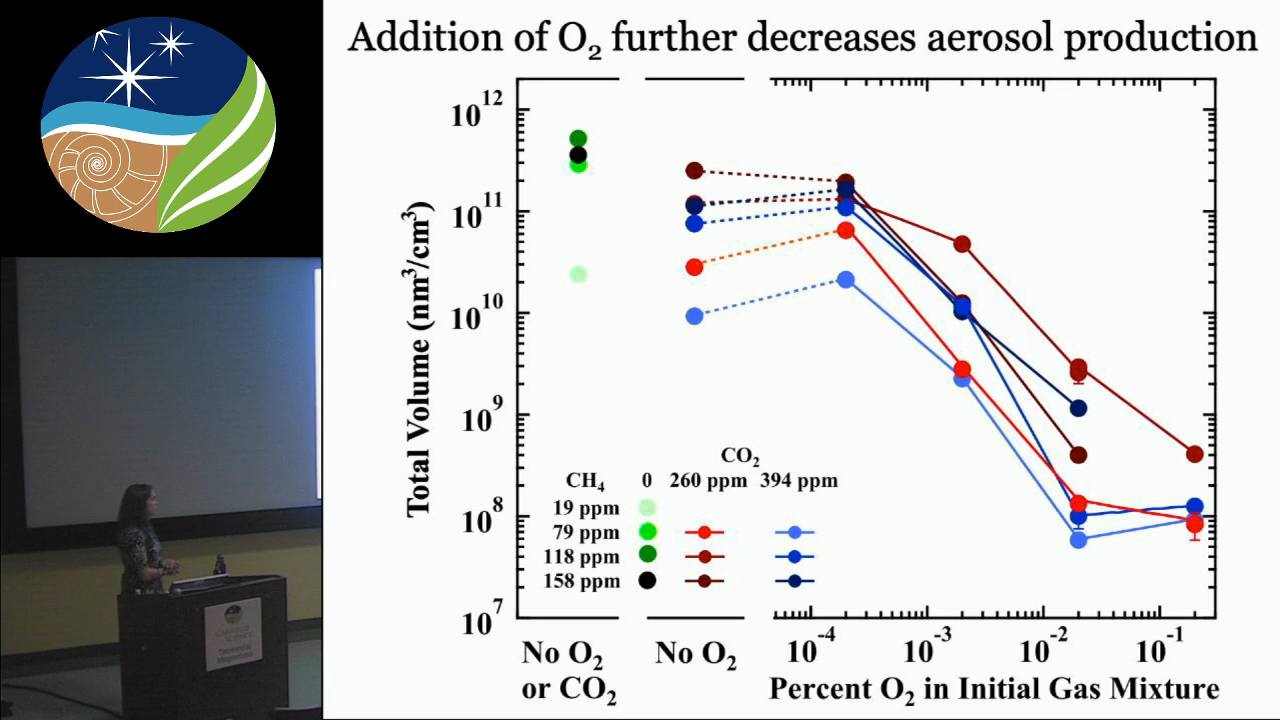 Addition of O₂ further decreases aerosol production
10¹²
10¹¹
10¹⁰
10⁹
10⁸
10⁷
Total Volume (nm³/cm³)
CO₂
CH₄ 0 260 ppm 394 ppm
19 ppm
79 ppm
118 ppm
158 ppm
No O₂ or CO₂
No O₂
10⁻⁴ 10⁻³ 10⁻² 10⁻¹
Percent O₂ in Initial Gas Mixture